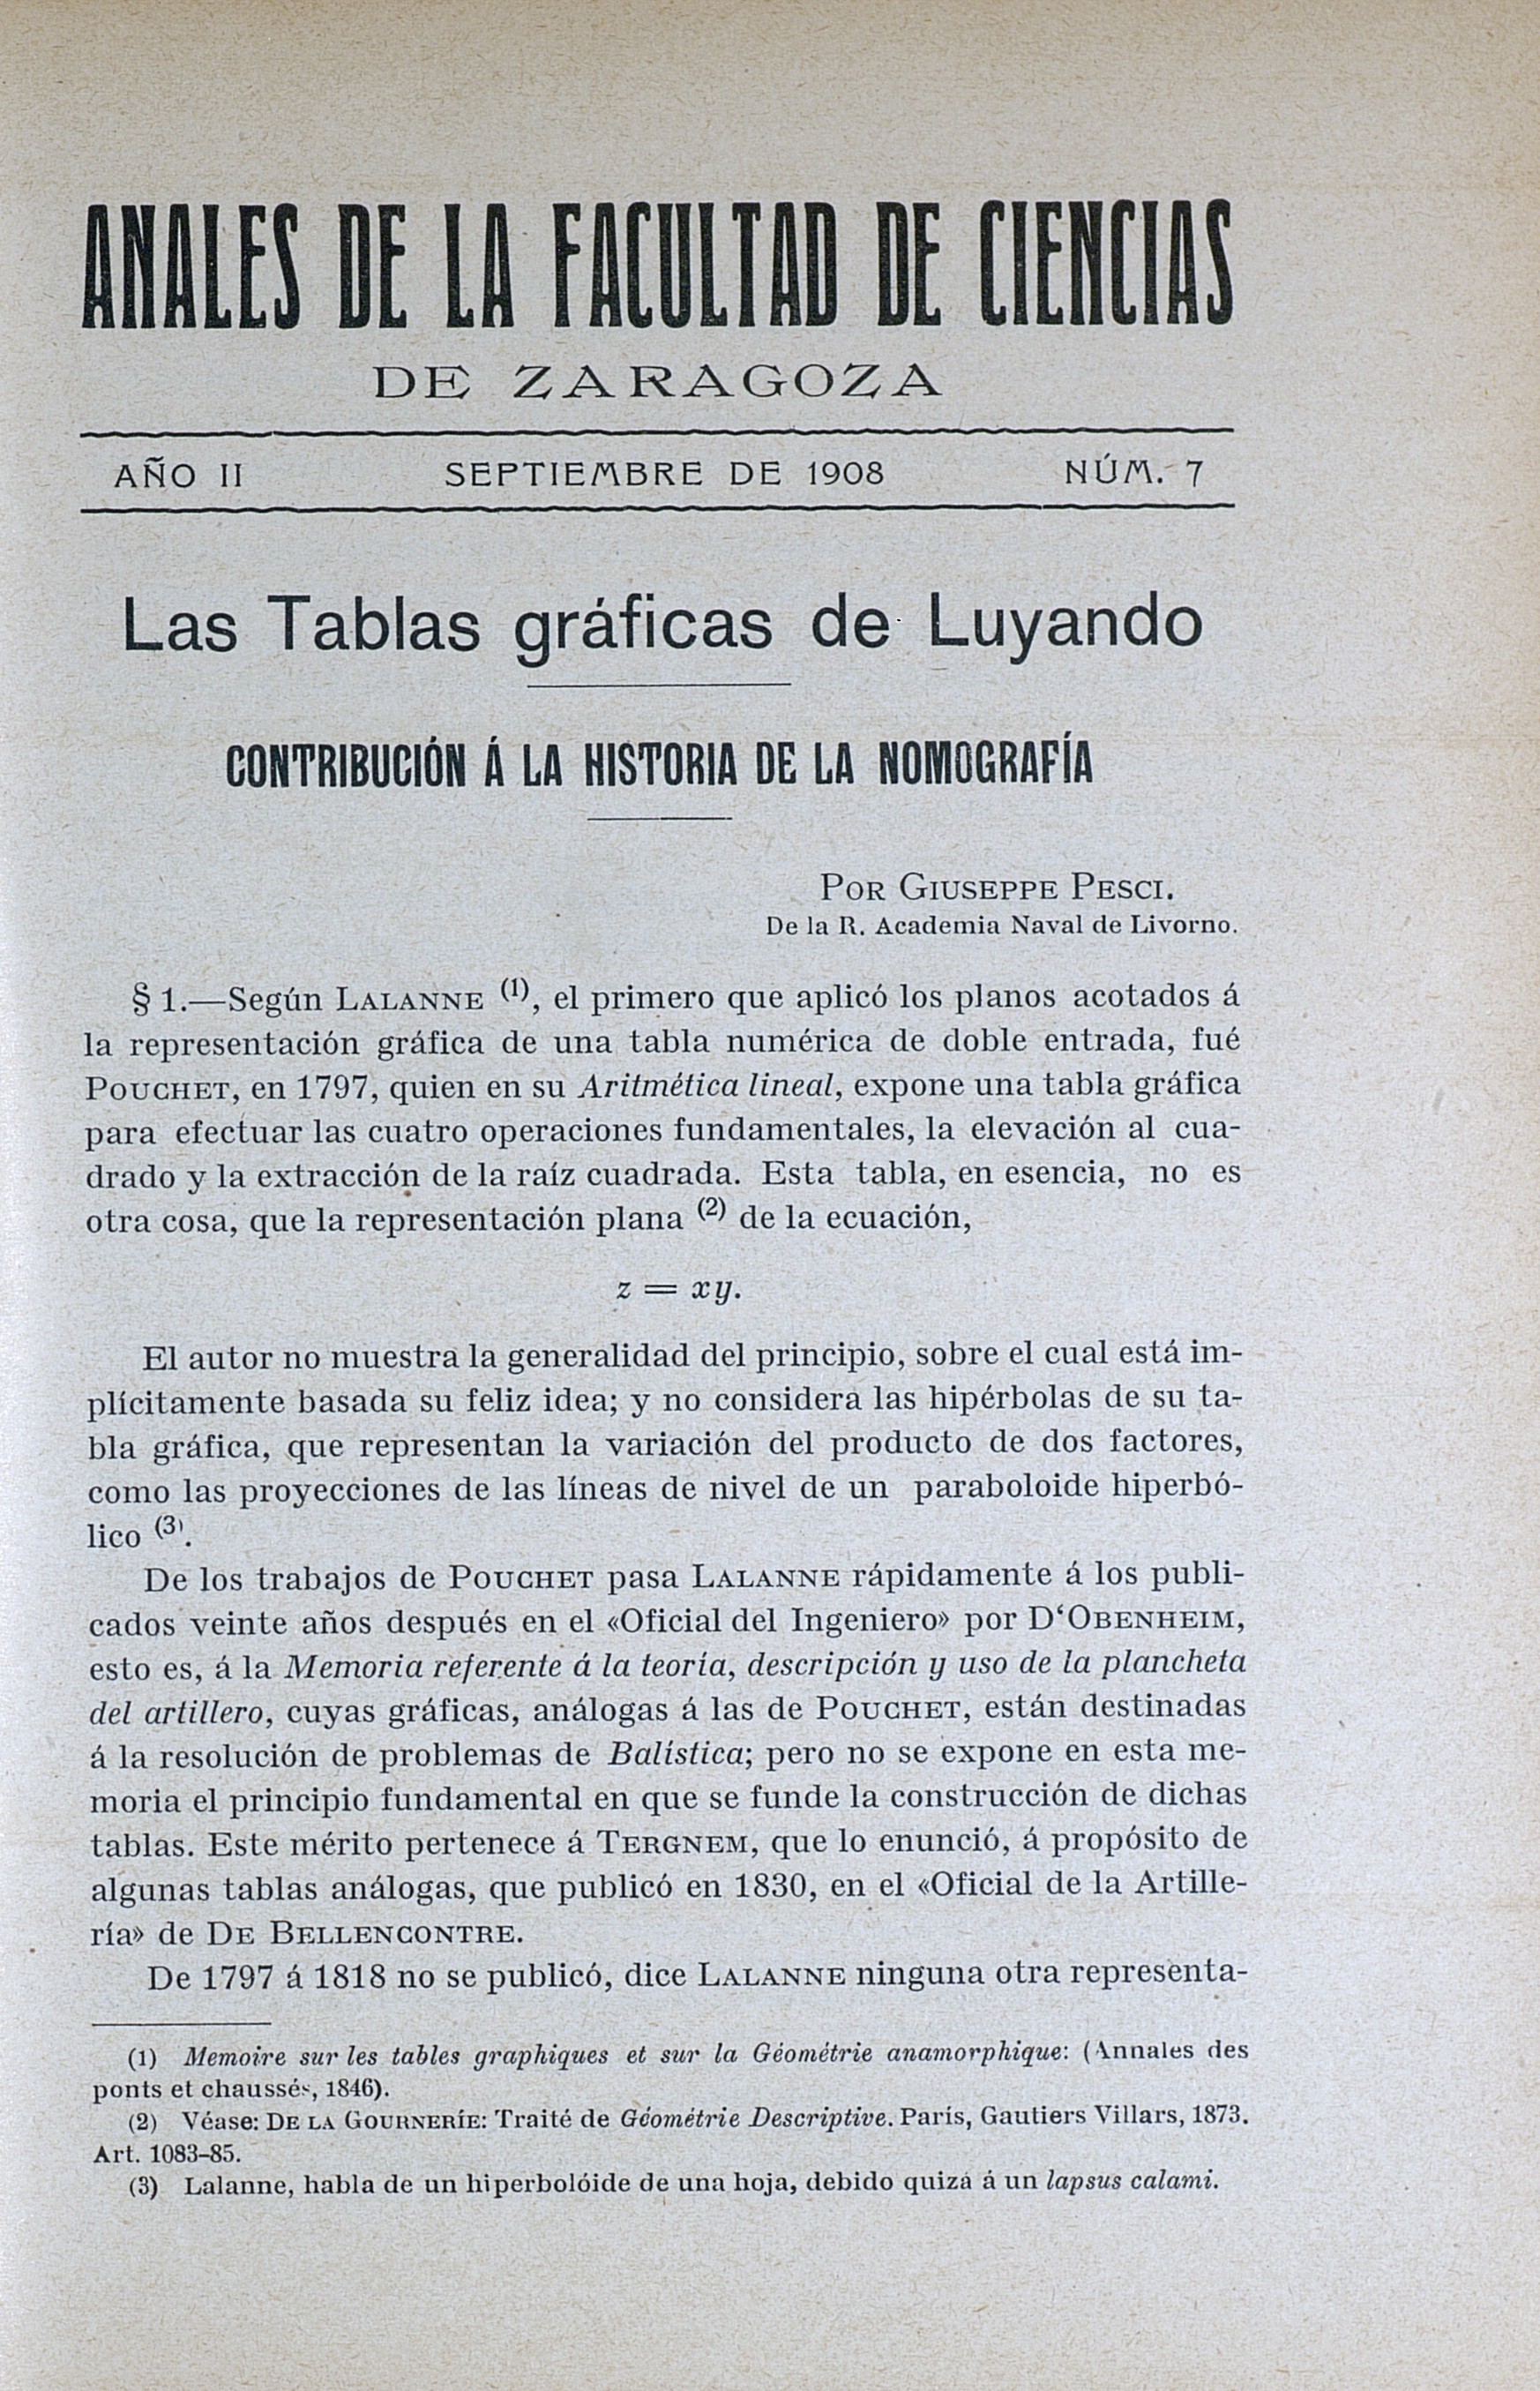 ANALES DE LA FACULTAD DE CIENCIAS
DE ZARAGOZA
AÑO II SEPTIEMBRE DE 1908 NÚM. 7
Las Tablas gráficas de Luyando
CONTRIBUCIÓN Á LA HISTORIA DE LA NOMOGRAFÍA
POR GIUSEPPE PESCI.
De la R. Academia Naval de Livorno.
§ 1.—Según LALANNE (1), el primero que aplicó los planos acotados á
la representación gráfica de una tabla numérica de doble entrada, fué
POUCHET, en 1797, quien en su Aritmética lineal, expone una tabla gráfica
para efectuar las cuatro operaciones fundamentales, la elevación al cua-
drado y la extracción de la raíz cuadrada. Esta tabla, en esencia, no es
otra cosa, que la representación plana (2) de la ecuación,
z = xy.
El autor no muestra la generalidad del principio, sobre el cual está im-
plícitamente basada su feliz idea; y no considera las hipérbolas de su ta-
bla gráfica, que representan la variación del producto de dos factores,
como las proyecciones de las líneas de nivel de un paraboloide hiperbó-
lico (3).
De los trabajos de POUCHET pasa LALANNE rápidamente á los publi-
cados veinte años después en el «Oficial del Ingeniero» por D‘OBENHEIM,
esto es, á la Memoria referente á la teoría, descripción y uso de la plancheta
del artillero, cuyas gráficas, análogas á las de POUCHET, están destinadas
á la resolución de problemas de Balística; pero no se expone en esta me-
moria el principio fundamental en que se funde la construcción de dichas
tablas. Este mérito pertenece á TERGNEM, que lo enunció, á propósito de
algunas tablas análogas, que publicó en 1830, en el «Oficial de la Artille-
ría» de DE BELLENCONTRE.
De 1797 á 1818 no se publicó, dice LALANNE ninguna otra representa-
(1) Memoire sur les tables graphiques et sur la Géométrie anamorphique: (Annales des
ponts et chaussés, 1846).
(2) Véase: DE LA GOURNERÍE: Traité de Géométrie Descriptive. París, Gautiers Villars, 1873.
Art. 1083-85.
(3) Lalanne, habla de un hiperbolóide de una hoja, debido quizá á un lapsus calami.